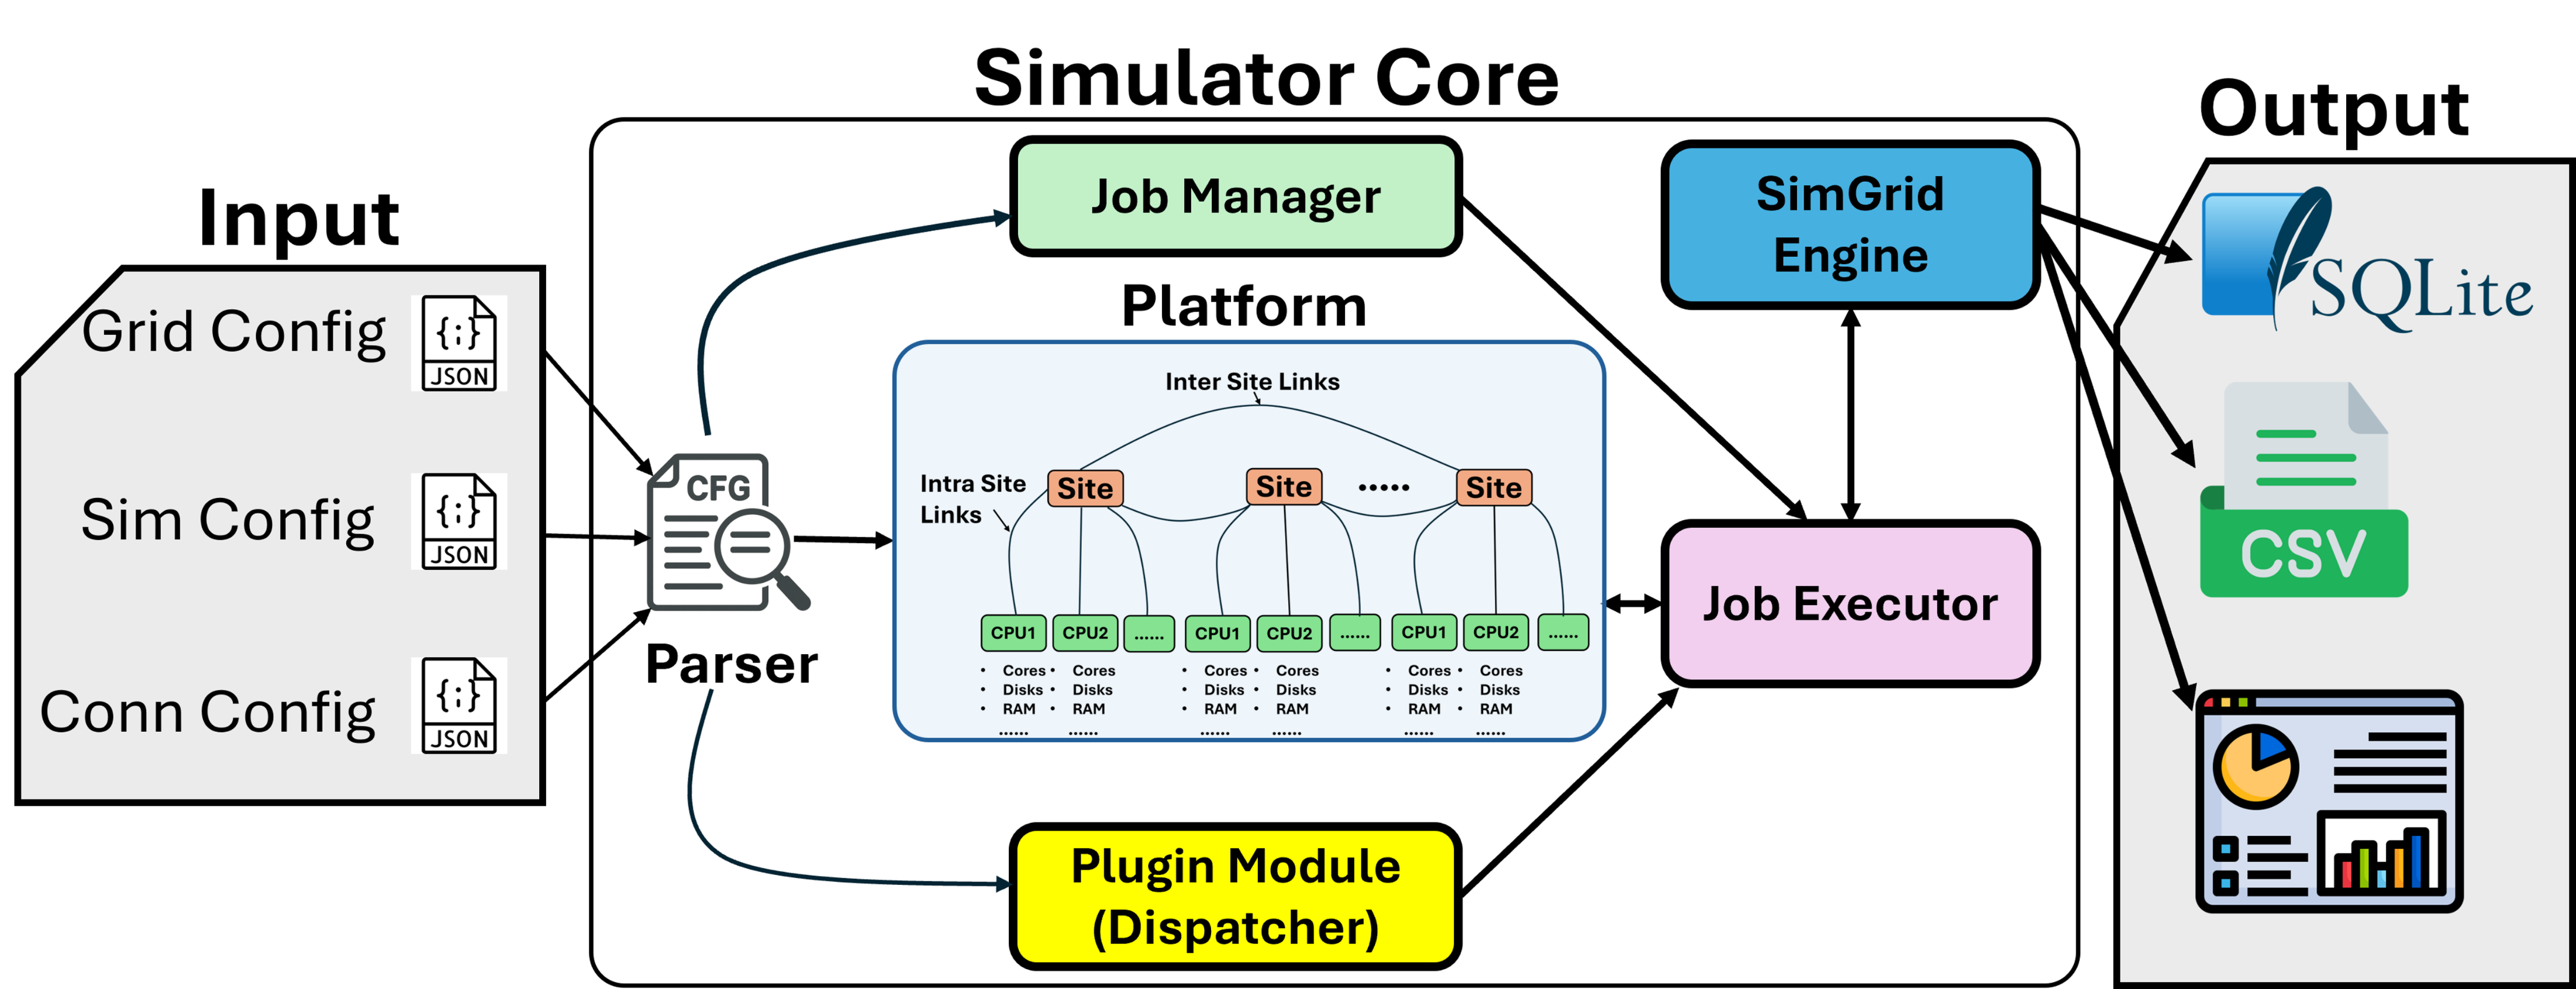 Simulator Core
Output
Input
Grid Config
{;}
JSON
Sim Config
{;}
JSON
Conn Config
{;}
JSON
CFG
Parser
Job Manager
Platform
Inter Site Links
Intra Site
Links
Site
Site
.....
Site
CPU1
CPU2
......
CPU1
CPU2
......
CPU1
CPU2
......
• Cores • Cores
• Disks • Disks
• RAM • RAM
...... ......
• Cores • Cores
• Disks • Disks
• RAM • RAM
...... ......
• Cores • Cores
• Disks • Disks
• RAM • RAM
...... ......
Plugin Module
(Dispatcher)
SimGrid
Engine
Job Executor
SQLite
CSV